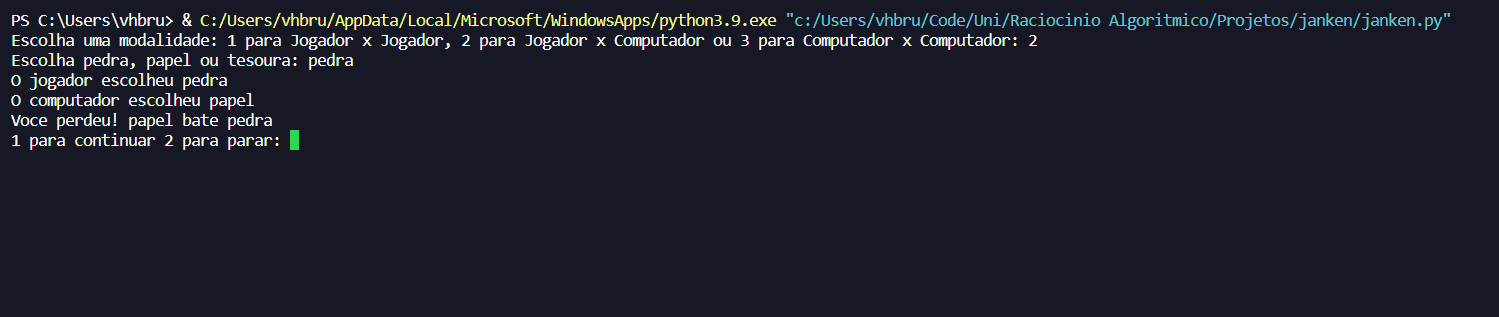 PS C:\Users\vhbru> & C:/Users/vhbru/AppData/Local/Microsoft/WindowsApps/python3.9.exe "c:/Users/vhbru/Code/Uni/Raciocinio Algoritmico/Projetos/janken/janken.py"
Escolha uma modalidade: 1 para Jogador x Jogador, 2 para Jogador x Computador ou 3 para Computador x Computador: 2
Escolha pedra, papel ou tesoura: pedra
O jogador escolheu pedra
O computador escolheu papel
Voce perdeu! papel bate pedra
1 para continuar 2 para parar: